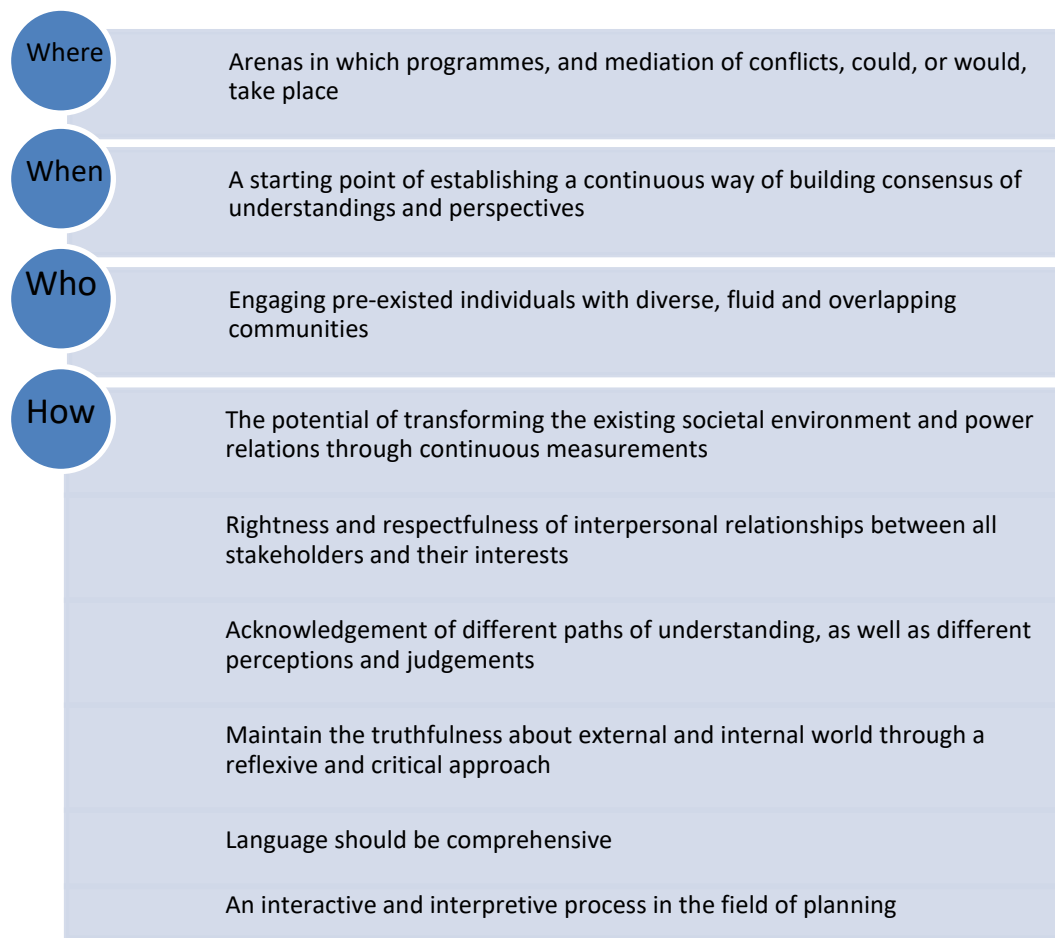 Where
Arenas in which programmes, and mediation of conflicts, could, or would,
take place
When
A starting point of establishing a continuous way of building consensus of
understandings and perspectives
Who
Engaging pre-existed individuals with diverse, fluid and overlapping
communities
How
The potential of transforming the existing societal environment and power
relations through continuous measurements
Rightness and respectfulness of interpersonal relationships between all
stakeholders and their interests
Acknowledgement of different paths of understanding, as well as different
perceptions and judgements
Maintain the truthfulness about external and internal world through a
reflexive and critical approach
Language should be comprehensive
An interactive and interpretive process in the field of planning